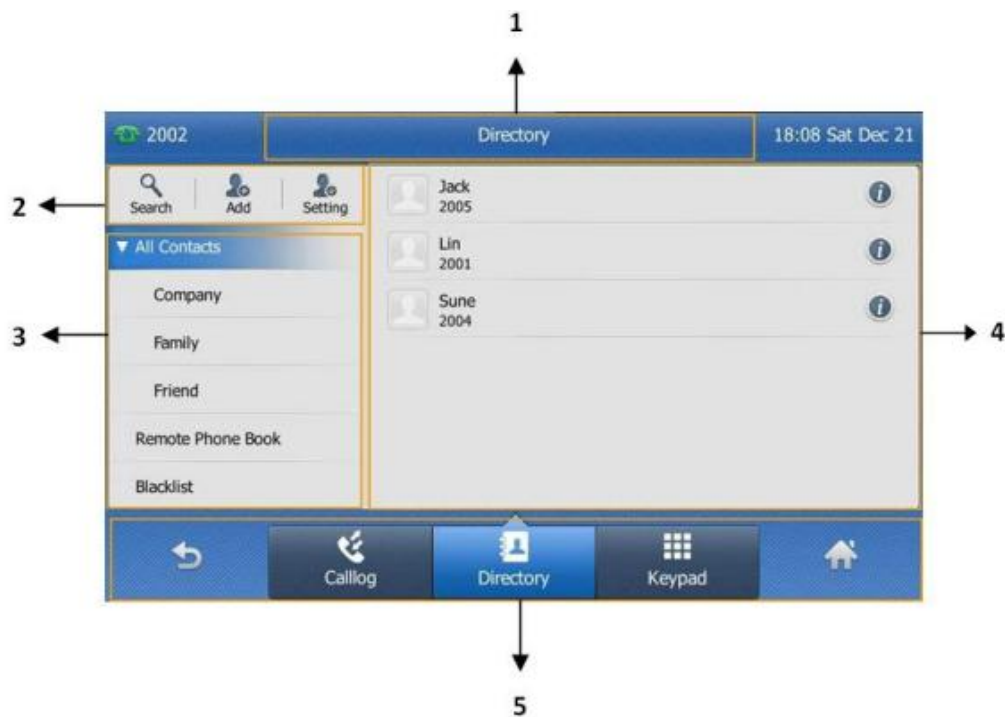 1
2002
Directory
18:08 Sat Dec 21
2
Search
Add
Setting
3
All Contacts
Company
Family
Friend
Remote Phone Book
Blacklist
Jack
2005
Lin
2001
Sune
2004
4
Calllog
Directory
Keypad
5